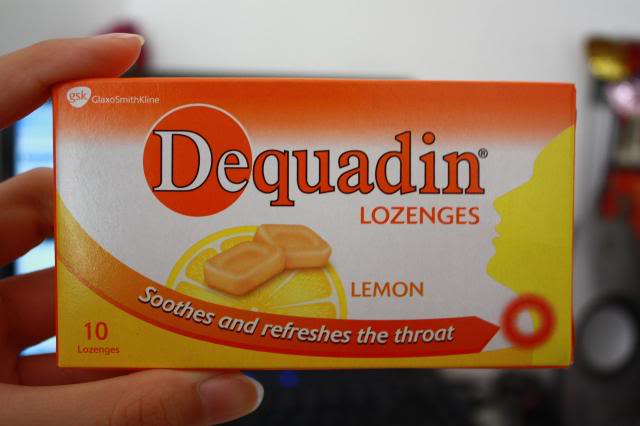 gsk GlaxoSmithKline
Dequadin®
LOZENGES
LEMON
Soothes and refreshes the throat
10
Lozenges